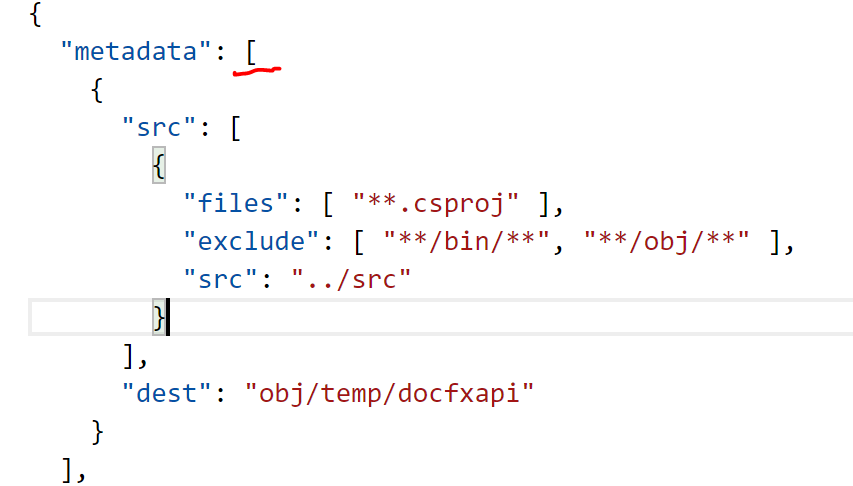 {
"metadata": [
{
"src": [
{
"files": [ "**.csproj" ],
"exclude": [ "**/bin/**", "**/obj/**" ],
"src": "../src"
}
],
"dest": "obj/temp/docfxapi"
}
],